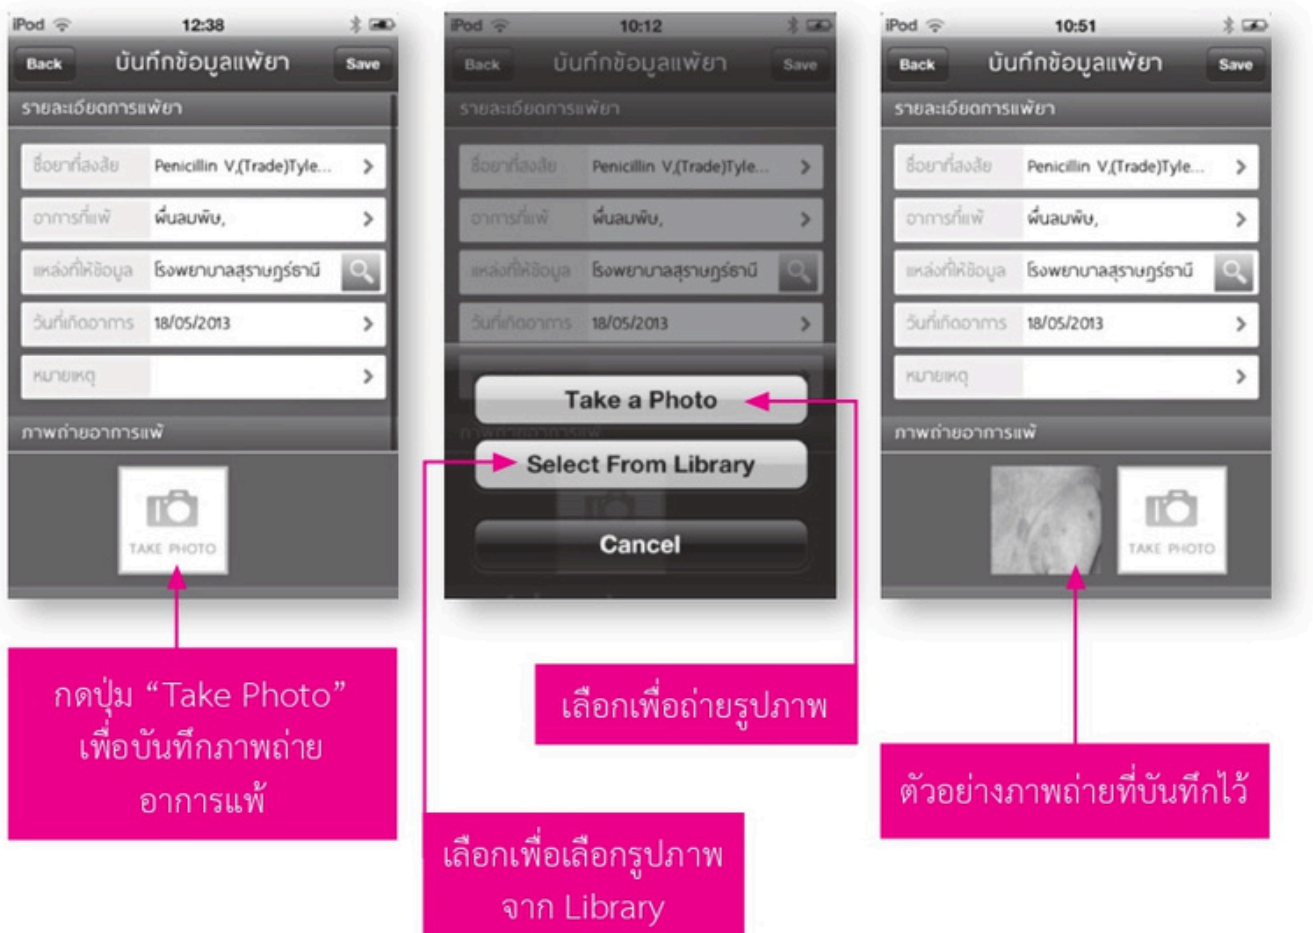 iPod 12:38
Back บันทึกข้อมูลแพ้ยา Save
รายละเอียดการแพ้ยา
ชื่อยาที่สงสัย Penicillin V,(Trade)Tyle...
อาการที่แพ้ ผื่นลมพิษ,
แหล่งที่ให้ข้อมูล โรงพยาบาลสุราษฎร์ธานี
วันที่เกิดอาการ 18/05/2013
หมายเหตุ
ภาพถ่ายอาการแพ้
TAKE PHOTO
กดปุ่ม “Take Photo”
เพื่อบันทึกภาพถ่าย
อาการแพ้
iPod 10:12
Back บันทึกข้อมูลแพ้ยา Save
รายละเอียดการแพ้ยา
ชื่อยาที่สงสัย Penicillin V,(Trade)Tyle...
อาการที่แพ้ ผื่นลมพิษ,
แหล่งที่ให้ข้อมูล โรงพยาบาลสุราษฎร์ธานี
วันที่เกิดอาการ 18/05/2013
Take a Photo
ภาพถ่ายอาการแพ้
Select From Library
Cancel
เลือกเพื่อถ่ายรูปภาพ
เลือกเพื่อเลือกรูปภาพ
จาก Library
iPod 10:51
Back บันทึกข้อมูลแพ้ยา Save
รายละเอียดการแพ้ยา
ชื่อยาที่สงสัย Penicillin V,(Trade)Tyle...
อาการที่แพ้ ผื่นลมพิษ,
แหล่งที่ให้ข้อมูล โรงพยาบาลสุราษฎร์ธานี
วันที่เกิดอาการ 18/05/2013
หมายเหตุ
ภาพถ่ายอาการแพ้
TAKE PHOTO
ตัวอย่างภาพถ่ายที่บันทึกไว้